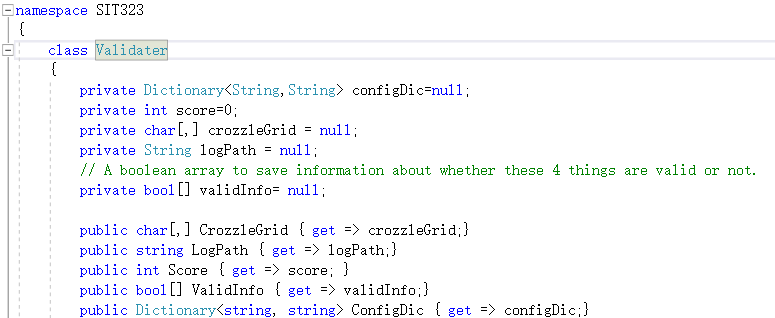 namespace SIT323
{
class Validater
{
private Dictionary<String,String> configDic=null;
private int score=0;
private char[,] crozzleGrid = null;
private String logPath = null;
// A boolean array to save information about whether these 4 things are valid or not.
private bool[] validInfo= null;
public char[,] CrozzleGrid { get => crozzleGrid;}
public string LogPath { get => logPath;}
public int Score { get => score; }
public bool[] ValidInfo { get => validInfo;}
public Dictionary<string, string> ConfigDic { get => configDic;}